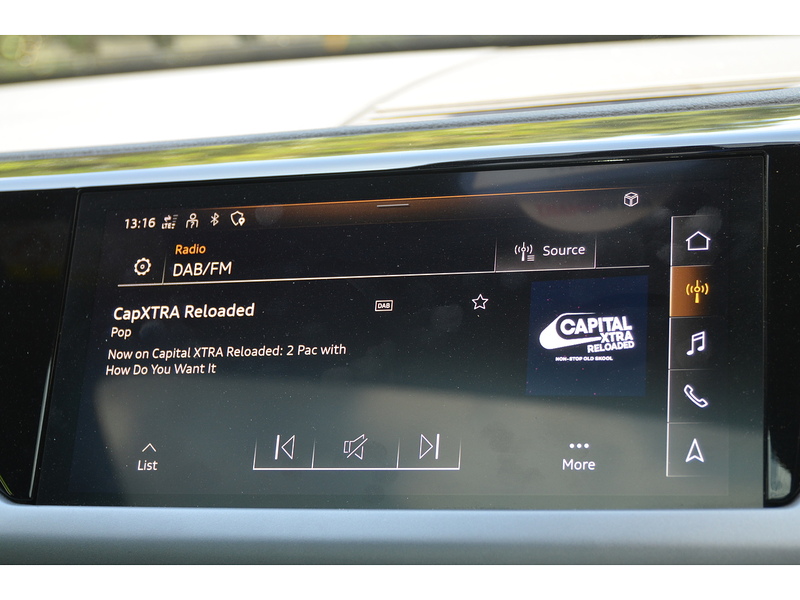 13:16 LTE
Radio
DAB/FM
Source
CapXTRA Reloaded
DAB
Pop
Now on Capital XTRA Reloaded: 2 Pac with
How Do You Want It
CAPITAL
XTRA
RELOADED
NON-STOP OLD SKOOL
List
More